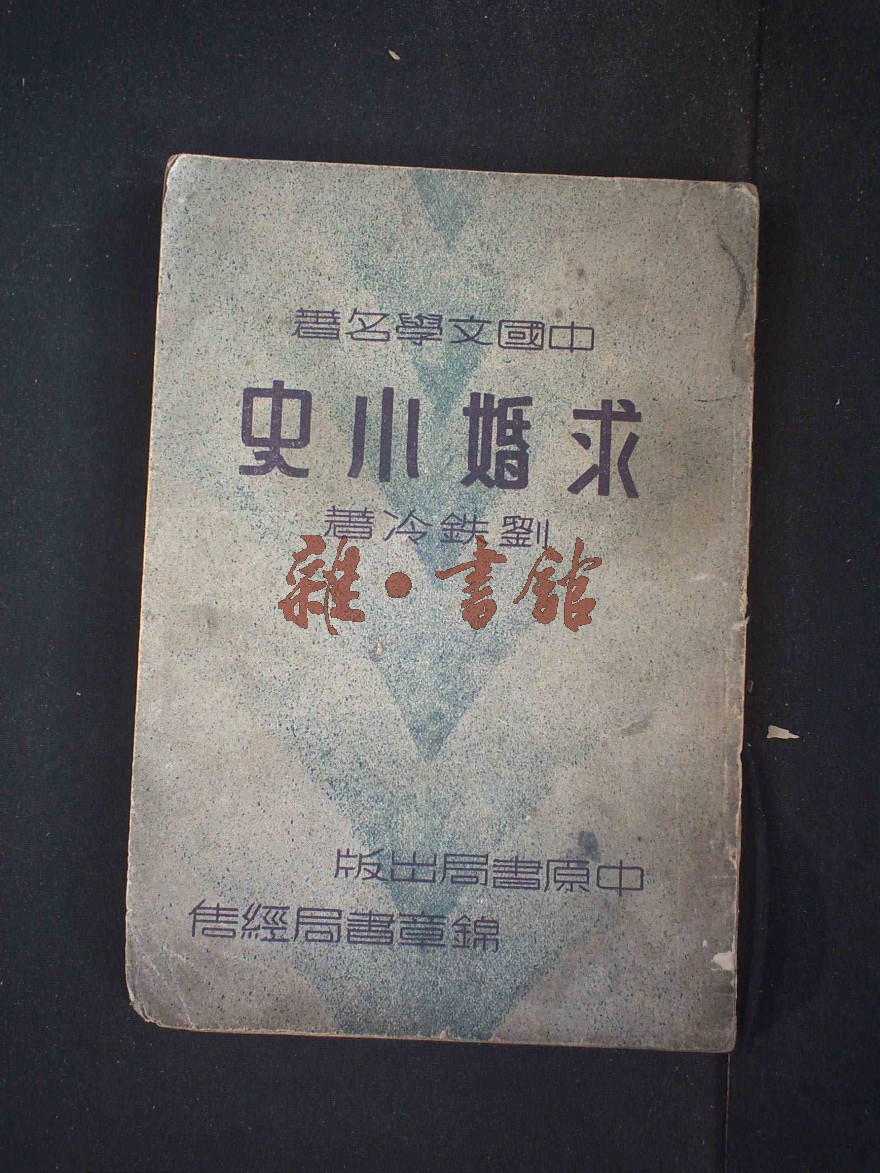 中國文學名著
求婚小史
劉鉄冷著
雜·書館
中原書局出版
錦章書局經售